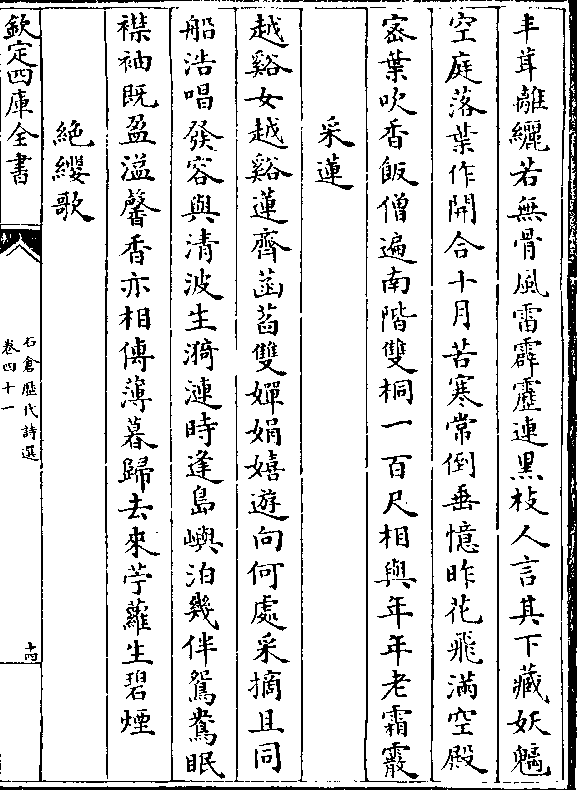 丰茸離纚若無骨風雷霹靂連黑枝人言其下藏妖魑
空庭落葉作開合十月苦寒常倒垂憶昨花飛滿空殿
宻葉吹香飯僧遍南階雙桐一百尺相與年年老霜霰
采蓮
越谿女越谿蓮齊菡萏雙嬋娟嬉遊向何處采摘且同
船浩唱發容與清波生漪漣時逢島嶼泊幾伴鴛鴦眠
襟袖既盈溢馨香亦相傳薄暮歸去來苧蘿生碧煙
絶纓歌
欽定四庫全書
石倉歴代詩選
卷四十一
十四